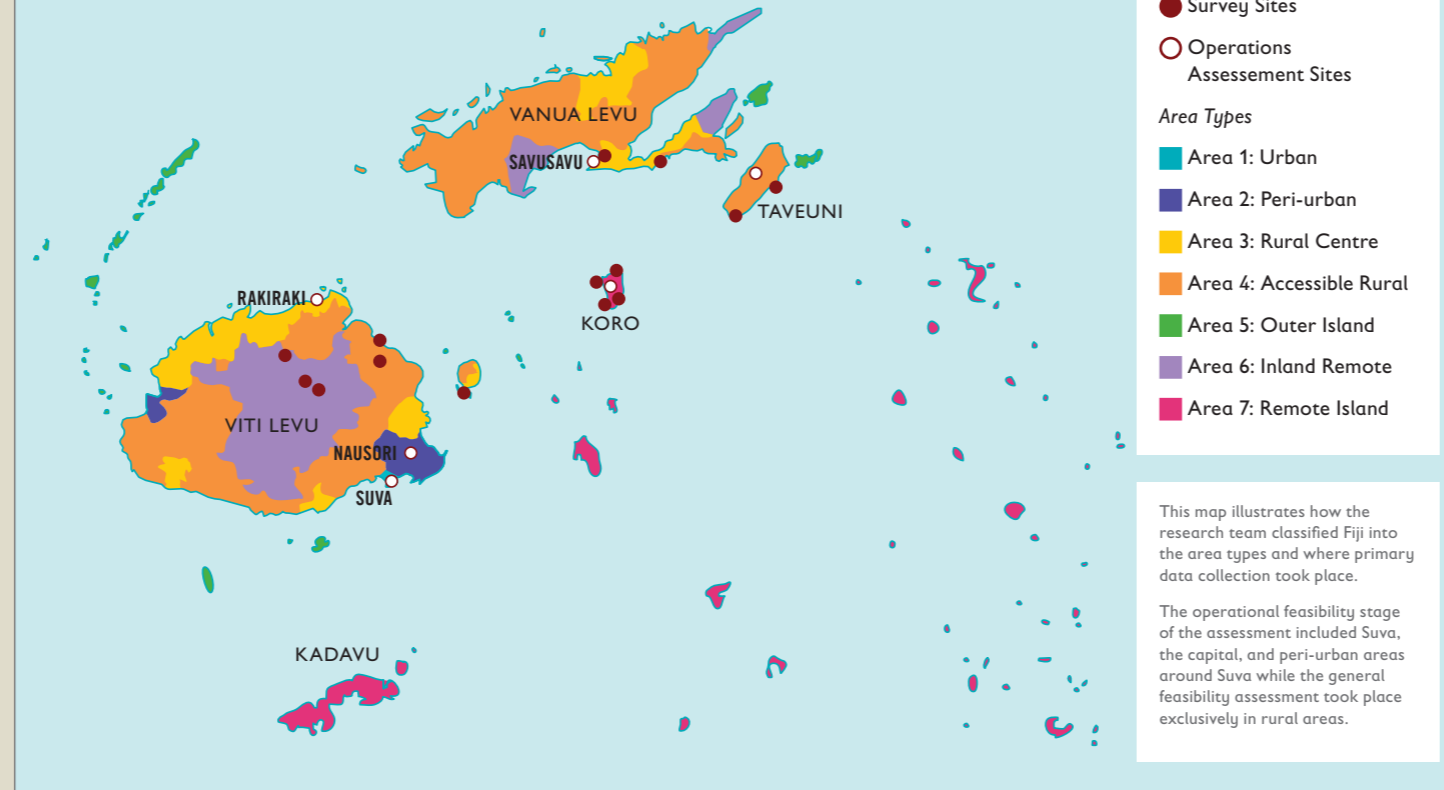 Survey Sites
Operations
Assessement Sites
Area Types
Area 1: Urban
Area 2: Peri-urban
Area 3: Rural Centre
Area 4: Accessible Rural
Area 5: Outer Island
Area 6: Inland Remote
Area 7: Remote Island
VANUA LEVU
SAVUSAVU
TAVEUNI
RAKIRAKI
KORO
VITI LEVU
NAUSORI
SUVA
KADAVU
This map illustrates how the
research team classified Fiji into
the area types and where primary
data collection took place.
The operational feasibility stage
of the assessment included Suva,
the capital, and peri-urban areas
around Suva while the general
feasibility assessment took place
exclusively in rural areas.